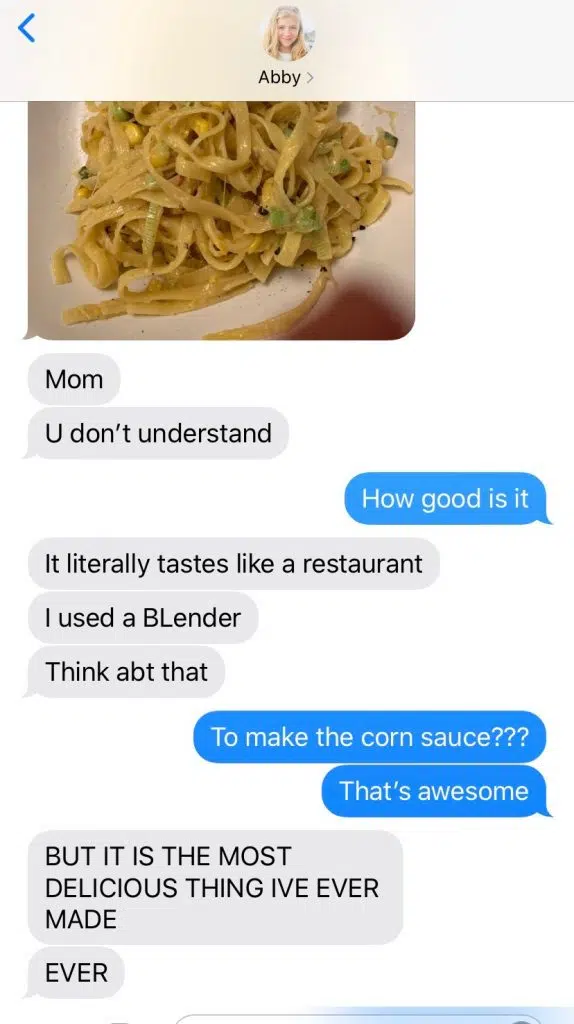 Abby
Mom
U don’t understand
How good is it
It literally tastes like a restaurant
I used a BLender
Think abt that
To make the corn sauce???
That’s awesome
BUT IT IS THE MOST
DELICIOUS THING IVE EVER
MADE
EVER